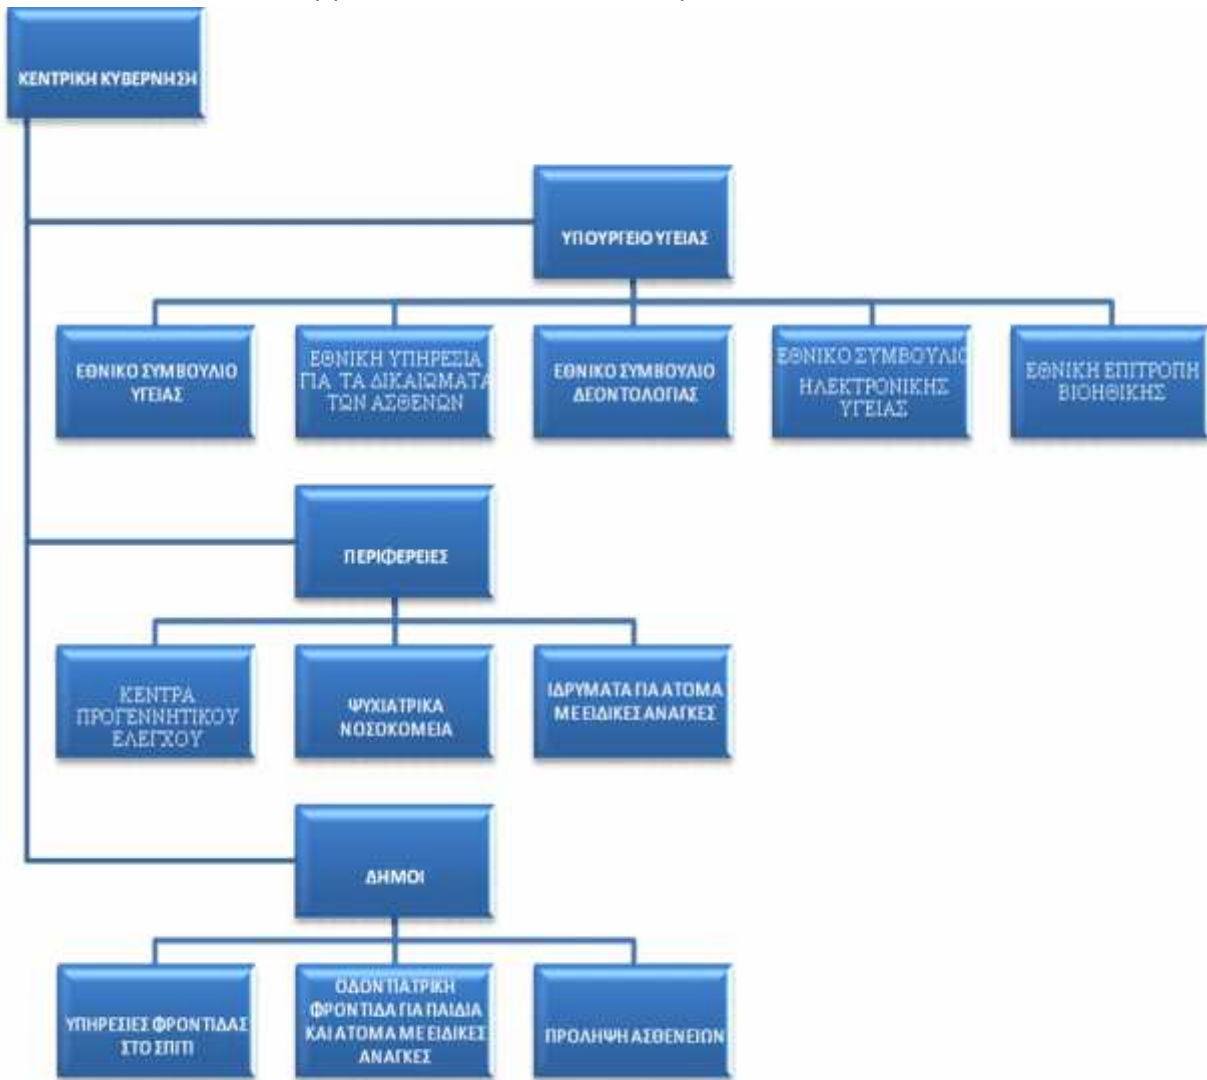 ΚΕΝΤΡΙΚΗ ΚΥΒΕΡΝΗΣΗ
ΥΠΟΥΡΓΕΙΟ ΥΓΕΙΑΣ
ΕΘΝΙΚΟ ΣΥΜΒΟΥΛΙΟ
ΥΓΕΙΑΣ
ΕΘΝΙΚΗ ΥΠΗΡΕΣΙΑ
ΓΙΑ ΤΑ ΔΙΚΑΙΩΜΑΤΑ
ΤΩΝ ΑΣΘΕΝΩΝ
ΕΘΝΙΚΟ ΣΥΜΒΟΥΛΙΟ
ΔΕΟΝΤΟΛΟΓΙΑΣ
ΕΘΝΙΚΟ ΣΥΜΒΟΥΛΙΟ
ΗΛΕΚΤΡΟΝΙΚΗΣ
ΥΓΕΙΑΣ
ΕΘΝΙΚΗ ΕΠΙΤΡΟΠΗ
ΒΙΟΗΘΙΚΗΣ
ΠΕΡΙΦΕΡΕΙΕΣ
ΚΕΝΤΡΑ
ΠΡΟΓΕΝΝΗΤΙΚΟΥ
ΕΛΕΓΧΟΥ
ΨΥΧΙΑΤΡΙΚΑ
ΝΟΣΟΚΟΜΕΙΑ
ΙΔΡΥΜΑΤΑ ΓΙΑ ΑΤΟΜΑ
ΜΕ ΕΙΔΙΚΕΣ ΑΝΑΓΚΕΣ
ΔΗΜΟΙ
ΥΠΗΡΕΣΙΕΣ ΦΡΟΝΤΙΔΑΣ
ΣΤΟ ΣΠΙΤΙ
ΟΔΟΝΤΙΑΤΡΙΚΗ
ΦΡΟΝΤΙΔΑ ΓΙΑ ΠΑΙΔΙΑ
ΚΑΙ ΑΤΟΜΑ ΜΕ ΕΙΔΙΚΕΣ
ΑΝΑΓΚΕΣ
ΠΡΟΛΗΨΗ ΑΣΘΕΝΕΙΩΝ